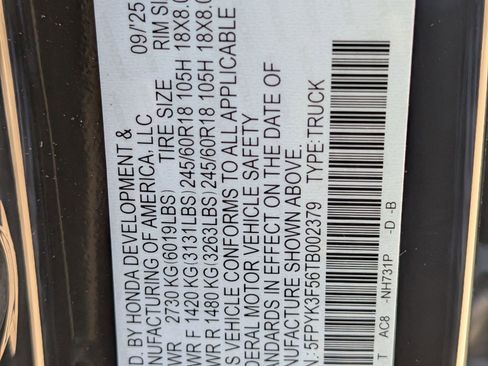 D. BY HONDA DEVELOPMENT &
NUFACTURING OF AMERICA, LLC 09/'25
WR 2730 KG(6019LBS) TIRE SIZE RIM SI
WR F 1420 KG(3131LBS)245/60R18 105H 18X8.0
WR R 1480 KG(3263LBS)245/60R18 105H 18X8.0
S VEHICLE CONFORMS TO ALL APPLICABLE
DERAL MOTOR VEHICLE SAFETY
ANDARDS IN EFFECT ON THE DATE OF
NUFACTURE SHOWN ABOVE.
N: 5FPYK3F56TB002379 TYPE: TRUCK
T AC8 -NH731P -D -B